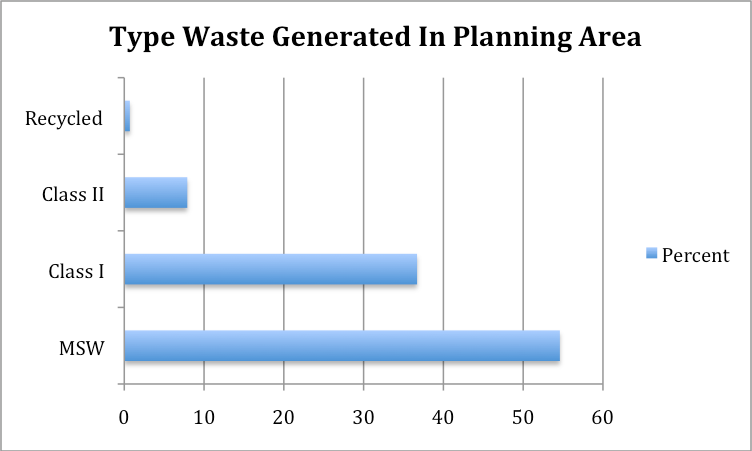 Type Waste Generated In Planning Area
Recycled
Class II
Class I
MSW
0 10 20 30 40 50 60
Percent